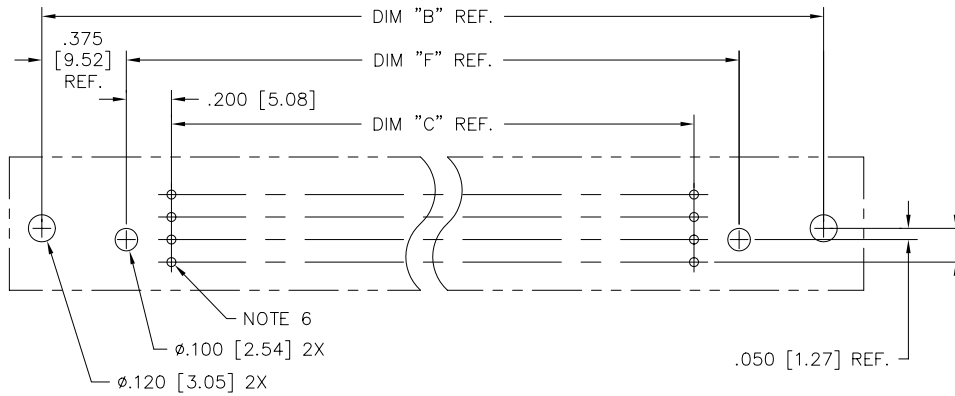 DIM "B" REF.
.375
[9.52]
REF.
DIM "F" REF.
.200 [5.08]
DIM "C" REF.
NOTE 6
ø.100 [2.54] 2X
.050 [1.27] REF.
ø.120 [3.05] 2X